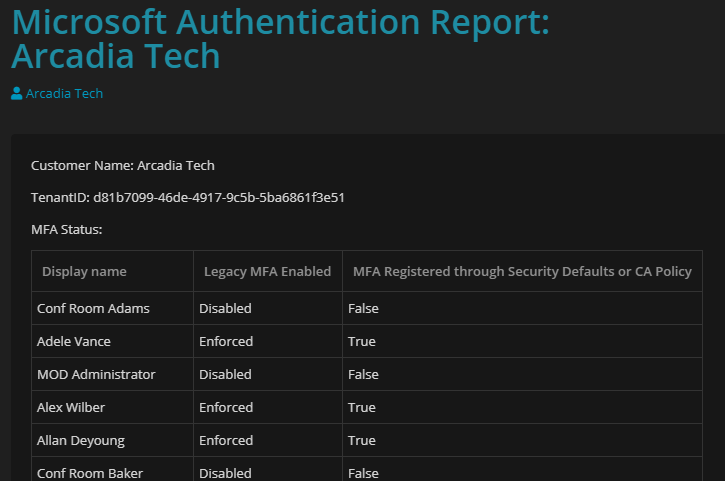 Microsoft Authentication Report:
Arcadia Tech
Arcadia Tech
Customer Name: Arcadia Tech
TenantID: d81b7099-46de-4917-9c5b-5ba6861f3e51
MFA Status:
Display name Legacy MFA Enabled MFA Registered through Security Defaults or CA Policy
Conf Room Adams Disabled False
Adele Vance Enforced True
MOD Administrator Disabled False
Alex Wilber Enforced True
Allan Deyoung Enforced True
Conf Room Baker Disabled False